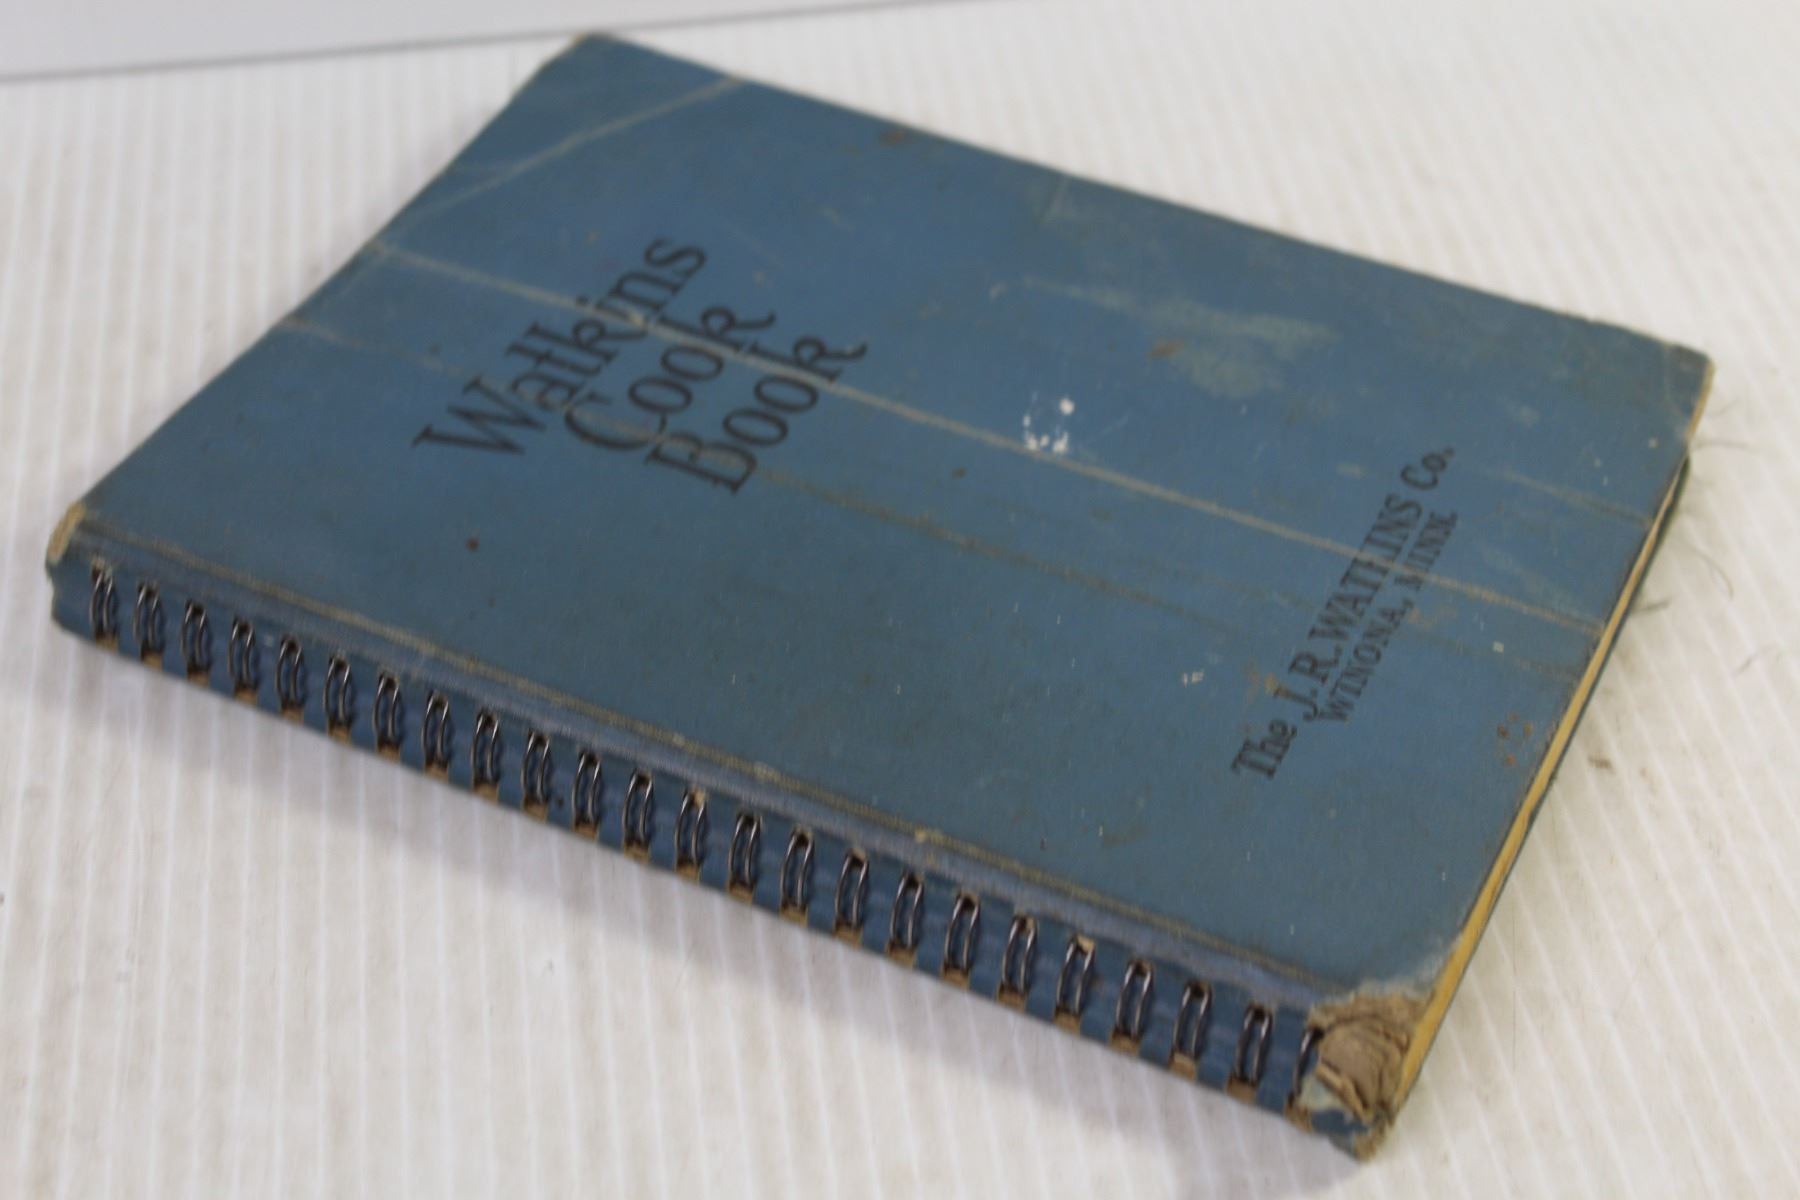 Watkins
Cook
Book
The J.R. WATKINS Co.
WINONA, MINN.